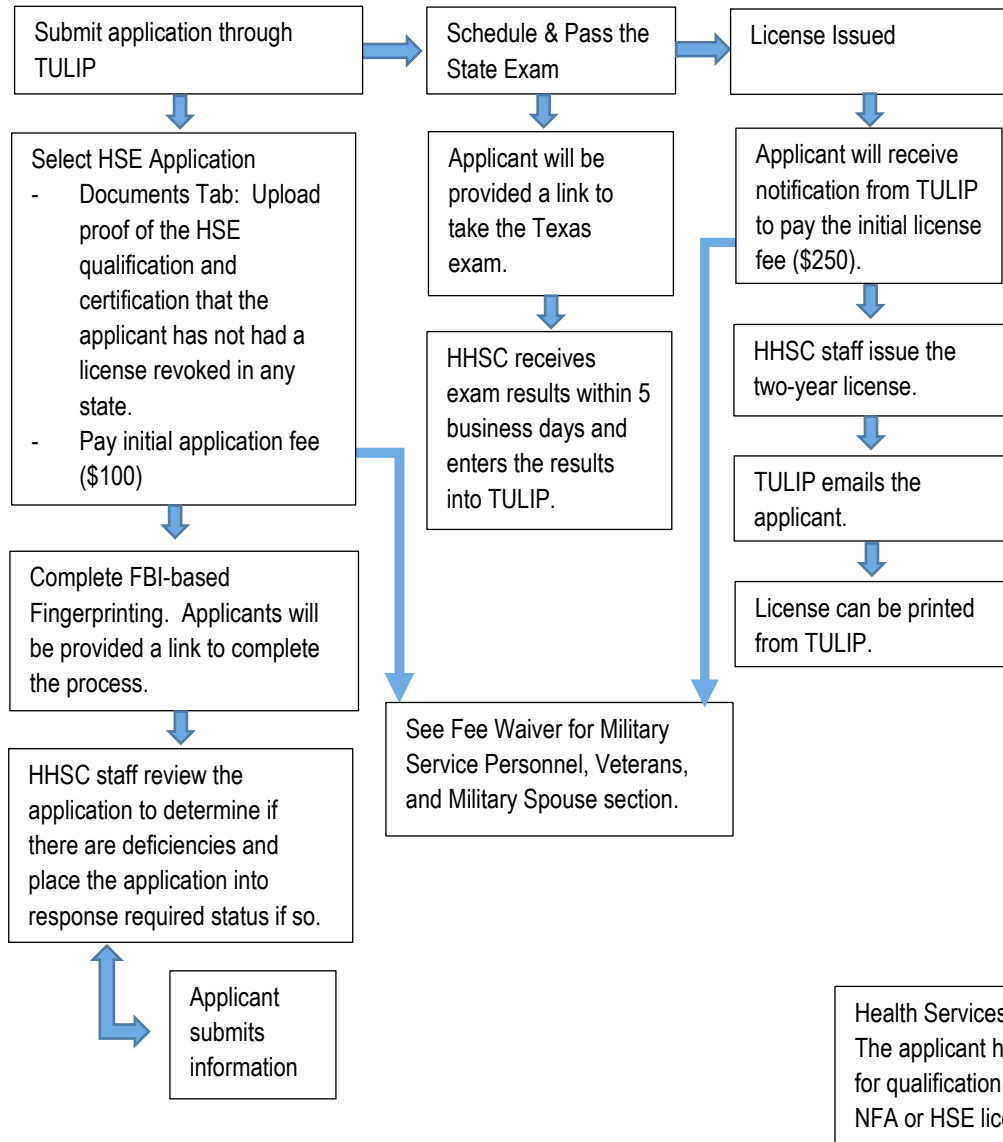 Submit application through
TULIP
Schedule & Pass the
State Exam
License Issued
Select HSE Application
- Documents Tab: Upload
proof of the HSE
qualification and
certification that the
applicant has not had a
license revoked in any
state.
- Pay initial application fee
($100)
Applicant will be
provided a link to
take the Texas
exam.
Applicant will receive
notification from TULIP
to pay the initial license
fee ($250).
HHSC receives
exam results within 5
business days and
enters the results
into TULIP.
HHSC staff issue the
two-year license.
TULIP emails the
applicant.
License can be printed
from TULIP.
Complete FBI-based
Fingerprinting. Applicants will
be provided a link to complete
the process.
See Fee Waiver for Military
Service Personnel, Veterans,
and Military Spouse section.
HHSC staff review the
application to determine if
there are deficiencies and
place the application into
response required status if so.
Applicant
submits
information
Health Services
The applicant h
for qualification
NFA or HSE lic